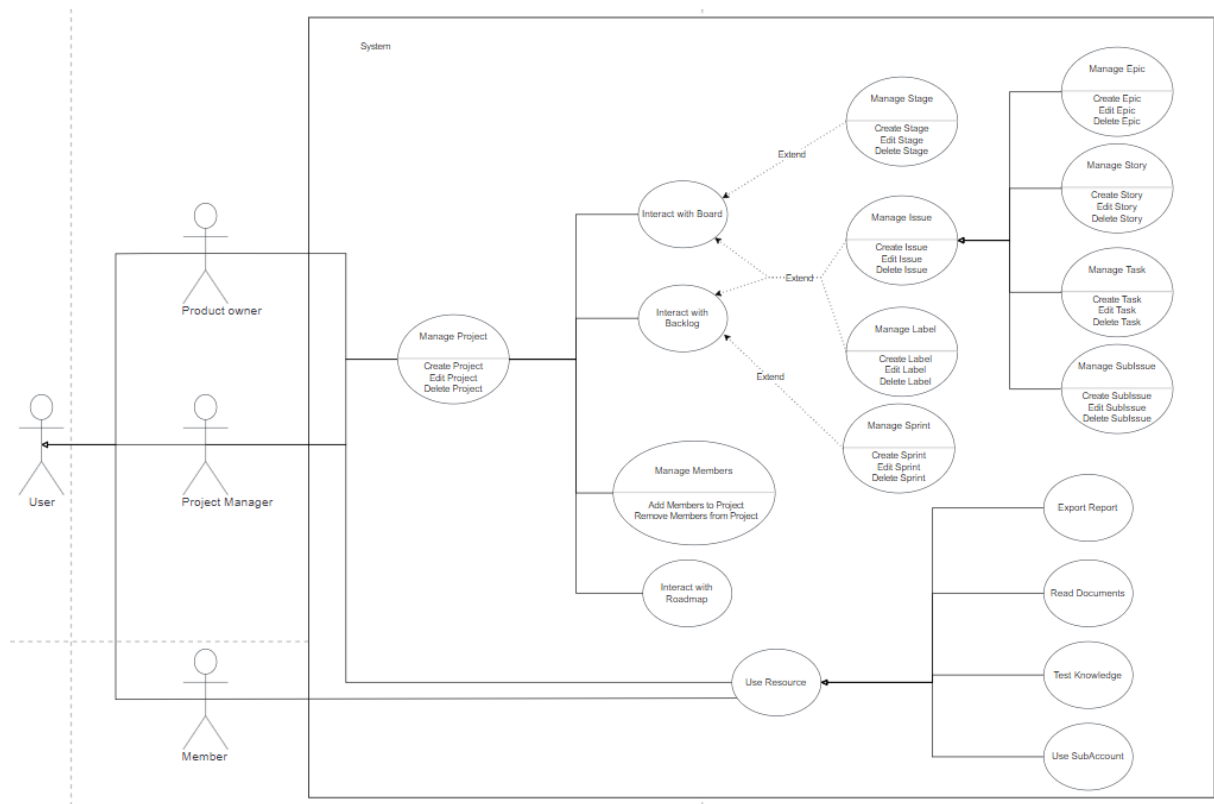 System
Manage Epic
Create Epic
Edit Epic
Delete Epic
Manage Stage
Create Stage
Edit Stage
Delete Stage
Extend
Manage Story
Create Story
Edit Story
Delete Story
Interact with Board
Manage Issue
Create Issue
Edit Issue
Delete Issue
Extend
Manage Task
Create Task
Edit Task
Delete Task
Product owner
Interact with
Backlog
Manage Project
Create Project
Edit Project
Delete Project
Manage Label
Create Label
Edit Label
Delete Label
Extend
Manage SubIssue
Create SubIssue
Edit SubIssue
Delete SubIssue
Manage Sprint
Create Sprint
Edit Sprint
Delete Sprint
User
Project Manager
Manage Members
Add Members to Project
Remove Members from Project
Export Report
Interact with
Roadmap
Read Documents
Use Resource
Test Knowledge
Member
Use SubAccount